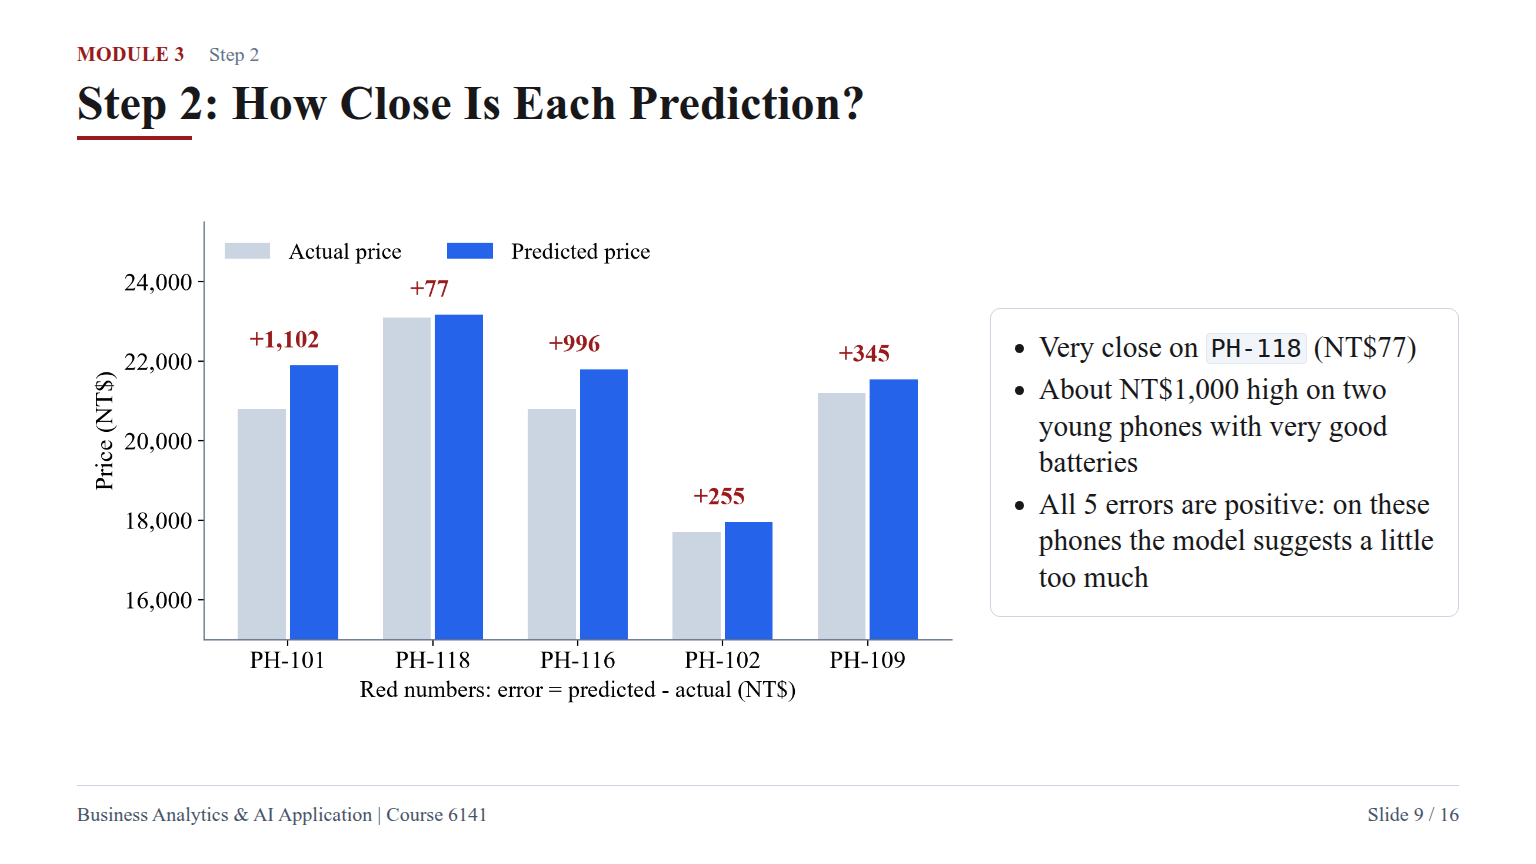 MODULE 3 Step 2
Step 2: How Close Is Each Prediction?
Actual price
Predicted price
Price (NT$)
24,000
22,000
20,000
18,000
16,000
+1,102
+77
+996
+255
+345
PH-101
PH-118
PH-116
PH-102
PH-109
Red numbers: error = predicted - actual (NT$)
• Very close on PH-118 (NT$77)
• About NT$1,000 high on two
young phones with very good
batteries
• All 5 errors are positive: on these
phones the model suggests a little
too much
Business Analytics & AI Application | Course 6141
Slide 9 / 16